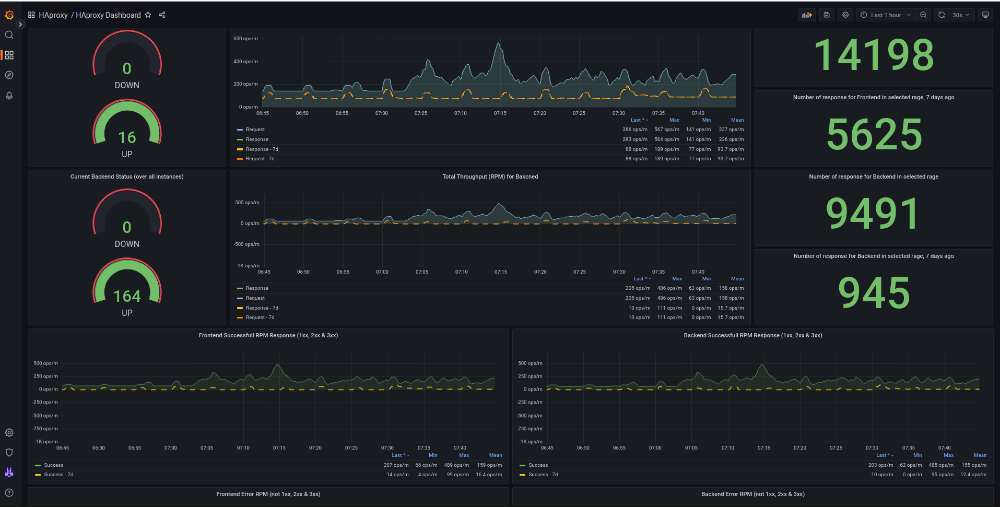 HAproxy / HAproxy Dashboard
Last 1 hour
30s
0
DOWN
16
UP
600 ops/m
400 ops/m
200 ops/m
0 ops/m
06:45 06:50 06:55 07:00 07:05 07:10 07:15 07:20 07:25 07:30 07:35 07:40
Last * Max Min Mean
Request 286 ops/m 567 ops/m 141 ops/m 237 ops/m
Response 283 ops/m 564 ops/m 141 ops/m 236 ops/m
Response - 7d 88 ops/m 189 ops/m 77 ops/m 93.7 ops/m
Request - 7d 88 ops/m 189 ops/m 77 ops/m 93.7 ops/m
14198
Number of response for Frontend in selected rage, 7 days ago
5625
Current Backend Status (over all instances)
0
DOWN
164
UP
Total Throughput (RPM) for Bakcned
500 ops/m
0 ops/m
-500 ops/m
-1K ops/m
06:45 06:50 06:55 07:00 07:05 07:10 07:15 07:20 07:25 07:30 07:35 07:40
Last * Max Min Mean
Response 205 ops/m 486 ops/m 63 ops/m 158 ops/m
Request 205 ops/m 486 ops/m 63 ops/m 158 ops/m
Response - 7d 10 ops/m 111 ops/m 0 ops/m 15.7 ops/m
Request - 7d 10 ops/m 111 ops/m 0 ops/m 15.7 ops/m
Number of response for Backend in selected rage
9491
Number of response for Backend in selected rage, 7 days ago
945
Frontend Successfull RPM Response (1xx, 2xx & 3xx)
500 ops/m
250 ops/m
0 ops/m
-250 ops/m
-500 ops/m
-750 ops/m
-1K ops/m
06:45 06:50 06:55 07:00 07:05 07:10 07:15 07:20 07:25 07:30 07:35 07:40
Last * Min Max Mean
Success 207 ops/m 66 ops/m 489 ops/m 159 ops/m
Success - 7d 14 ops/m 4 ops/m 99 ops/m 16.4 ops/m
Backend Successfull RPM Response (1xx, 2xx & 3xx)
500 ops/m
250 ops/m
0 ops/m
-250 ops/m
-500 ops/m
-750 ops/m
-1K ops/m
06:45 06:50 06:55 07:00 07:05 07:10 07:15 07:20 07:25 07:30 07:35 07:40
Last * Min Max Mean
Success 203 ops/m 62 ops/m 485 ops/m 155 ops/m
Success - 7d 10 ops/m 0 ops/m 95 ops/m 12.4 ops/m
Frontend Error RPM (not 1xx, 2xx & 3xx)
Backend Error RPM (not 1xx, 2xx & 3xx)